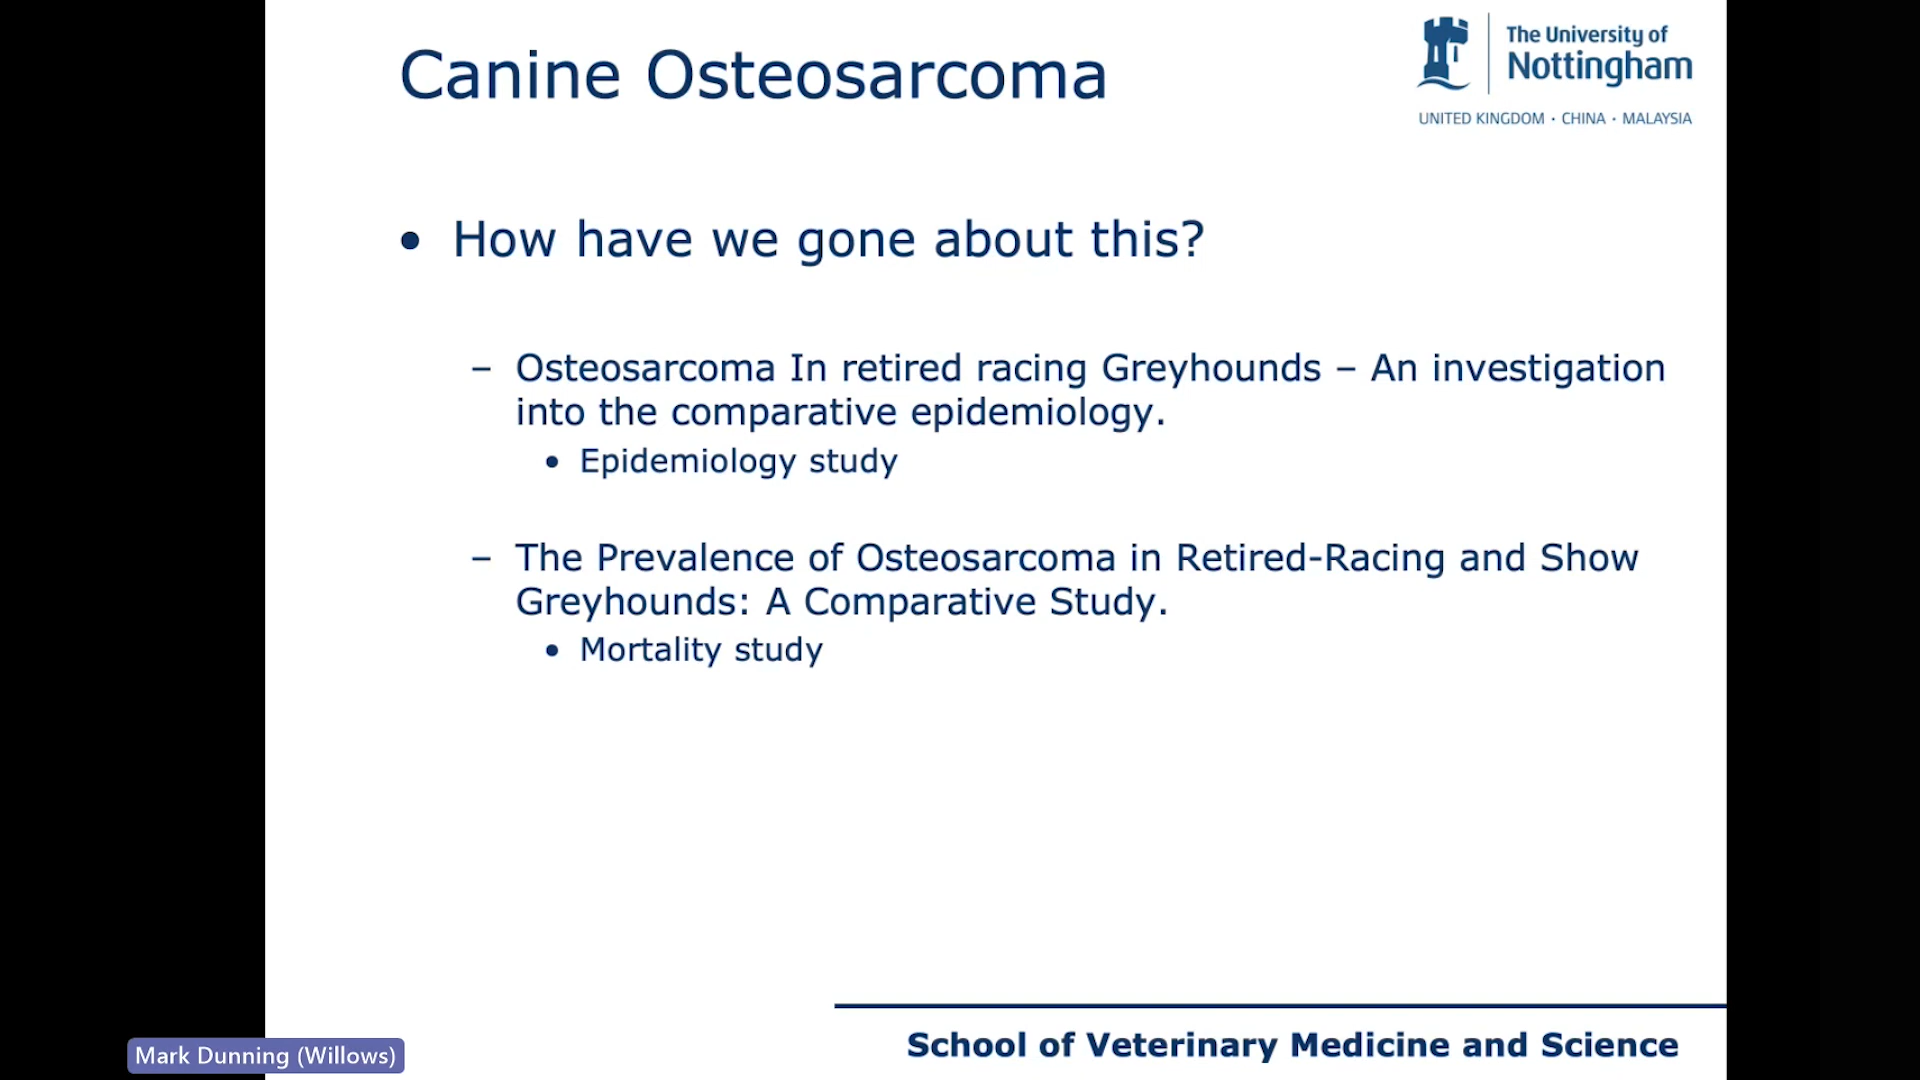 Canine Osteosarcoma
The University of
Nottingham
UNITED KINGDOM · CHINA · MALAYSIA
• How have we gone about this?
– Osteosarcoma In retired racing Greyhounds – An investigation
into the comparative epidemiology.
• Epidemiology study
– The Prevalence of Osteosarcoma in Retired-Racing and Show
Greyhounds: A Comparative Study.
• Mortality study
School of Veterinary Medicine and Science
Mark Dunning (Willows)